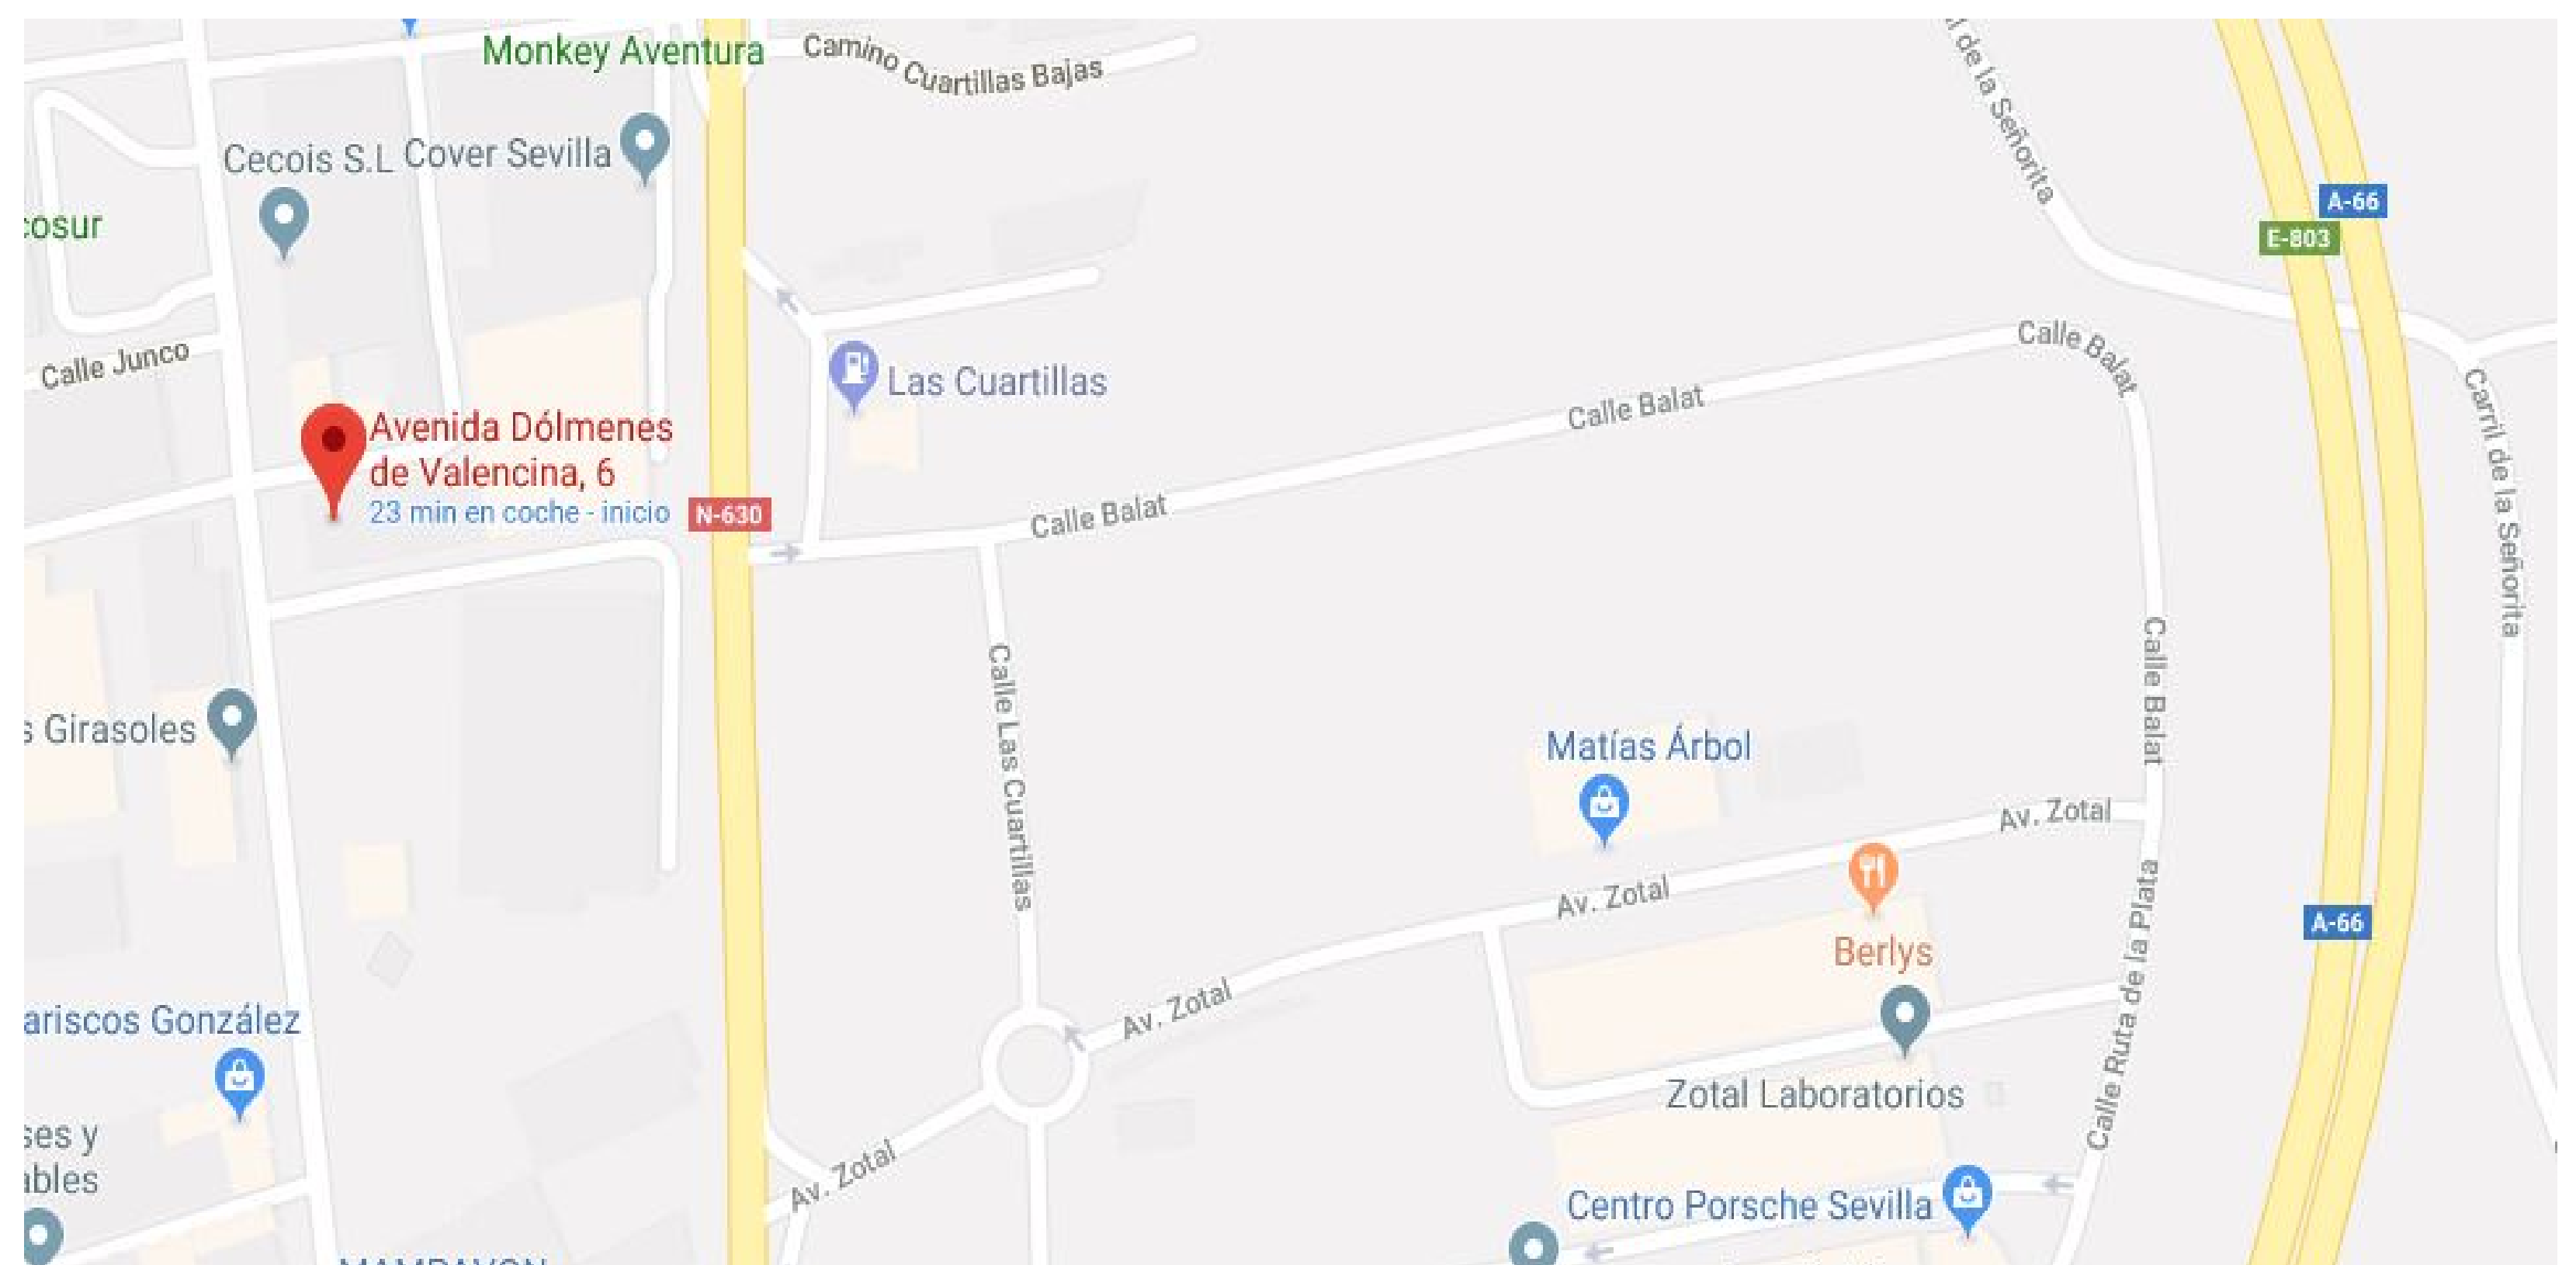 Monkey Aventura
Camino Cuartillas Bajas
l de la Señorita
Cecois S.L
Cover Sevilla
A-66
E-803
cosur
Calle Junco
Las Cuartillas
Calle Balat
Calle Balat
Calle Balat
Carril de la Señorita
Avenida Dólmenes
de Valencina, 6
23 min en coche - inicio
N-630
Calle Las Cuartillas
Calle Balat
s Girasoles
Matías Árbol
Av. Zotal
Av. Zotal
Av. Zotal
Av. Zotal
Berlys
A-66
Calle Ruta de la Plata
ariscos González
Zotal Laboratorios
ses y
ables
Centro Porsche Sevilla